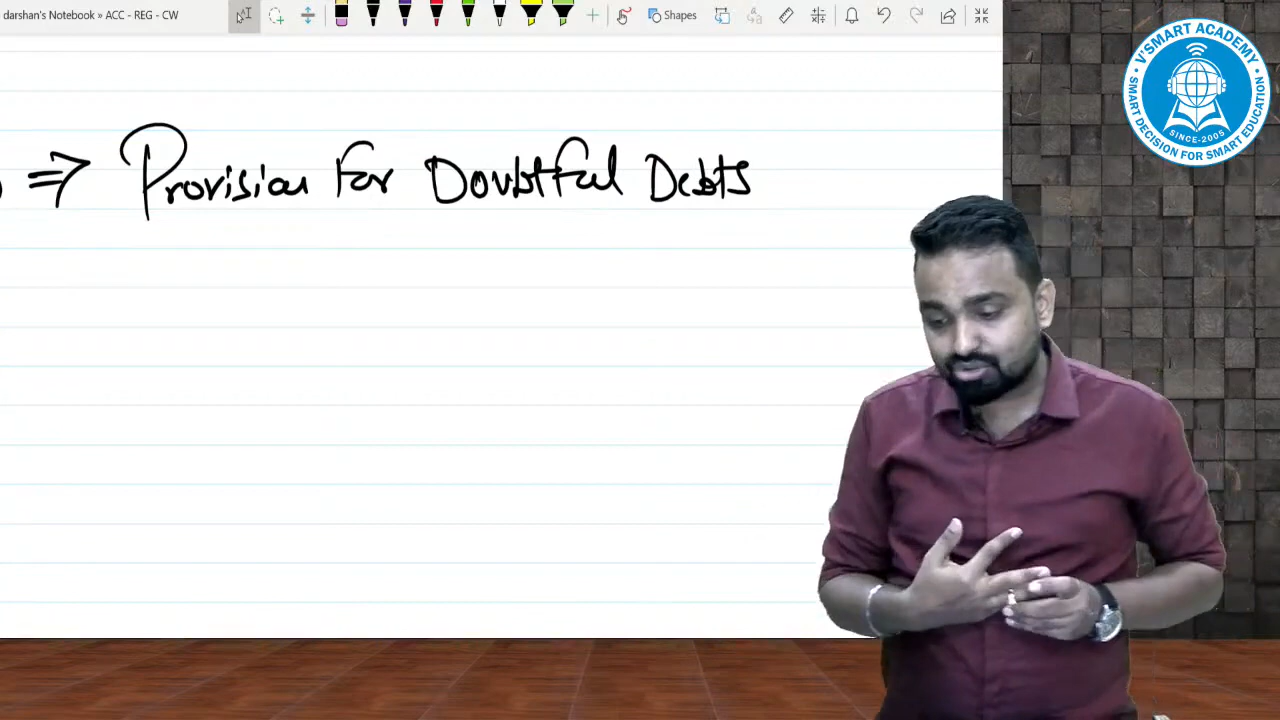 darshan's Notebook » ACC - REG - CW
Shapes
⇒ Provision For Doubtful Debts
V'SMART ACADEMY
SINCE-2005
SMART DECISION FOR SMART EDUCATION